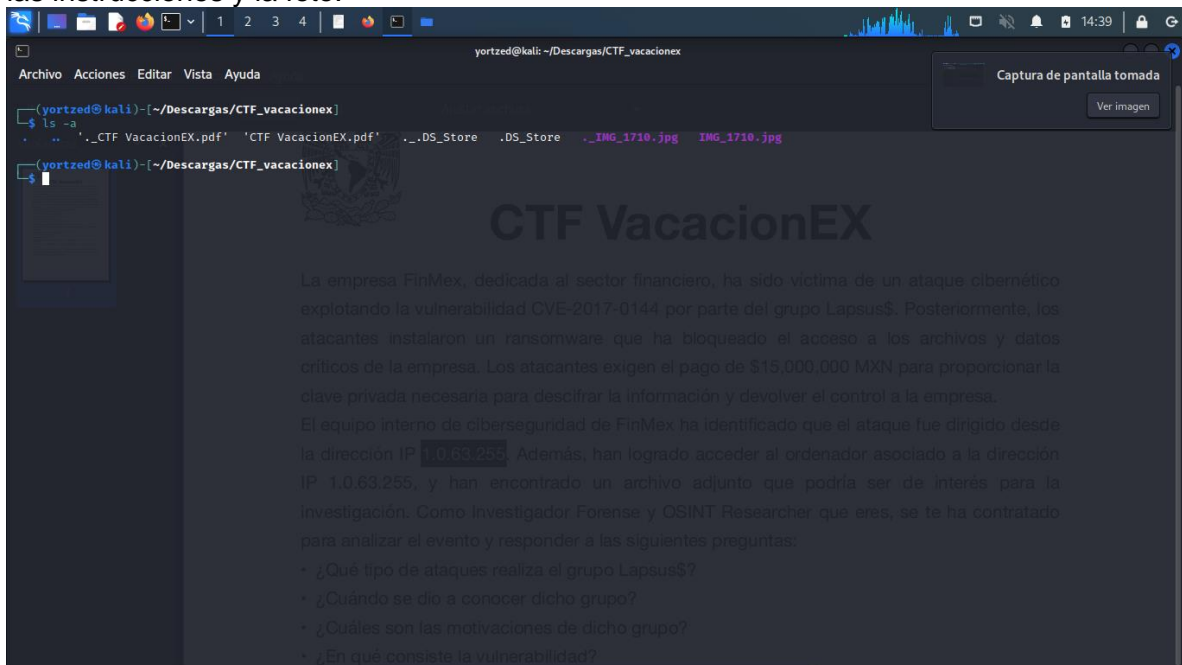 las instrucciones y la foto.
1 2 3 4
14:39
yortzed@kali: ~/Descargas/CTF_vacacionex
Archivo Acciones Editar Vista Ayuda
Captura de pantalla tomada
Ver imagen
┌──(yortzed㉿kali)-[~/Descargas/CTF_vacacionex]
└─$ ls -a
. .. '._CTF VacacionEX.pdf' 'CTF VacacionEX.pdf' ._.DS_Store .DS_Store ._IMG_1710.jpg IMG_1710.jpg
┌──(yortzed㉿kali)-[~/Descargas/CTF_vacacionex]
└─$
CTF VacacionEX
La empresa FinMex, dedicada al sector financiero, ha sido víctima de un ataque cibernético
explotando la vulnerabilidad CVE-2017-0144 por parte del grupo Lapsus$. Posteriormente, los
atacantes instalaron un ransomware que ha bloqueado el acceso a los archivos y datos
críticos de la empresa. Los atacantes exigen el pago de $15,000,000 MXN para proporcionar la
clave privada necesaria para descifrar la información y devolver el control a la empresa.
El equipo interno de ciberseguridad de FinMex ha identificado que el ataque fue dirigido desde
la dirección IP 1.0.63.255. Además, han logrado acceder al ordenador asociado a la dirección
IP 1.0.63.255, y han encontrado un archivo adjunto que podría ser de interés para la
investigación. Como Investigador Forense y OSINT Researcher que eres, se te ha contratado
para analizar el evento y responder a las siguientes preguntas:
• ¿Qué tipo de ataques realiza el grupo Lapsus$?
• ¿Cuándo se dio a conocer dicho grupo?
• ¿Cuáles son las motivaciones de dicho grupo?
• ¿En qué consiste la vulnerabilidad?